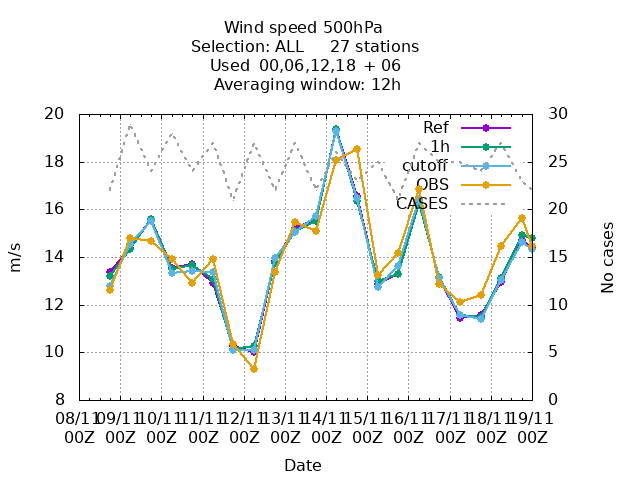 Wind speed 500hPa
Selection: ALL 27 stations
Used 00,06,12,18 + 06
Averaging window: 12h
20
18
16
14
12
10
8
m/s
30
25
20
15
10
5
0
No cases
Ref
1h
cutoff
OBS
CASES
08/11 09/11 10/11 11/11 12/11 13/11 14/11 15/11 16/11 17/11 18/11 19/11
00Z 00Z 00Z 00Z 00Z 00Z 00Z 00Z 00Z 00Z 00Z 00Z
Date